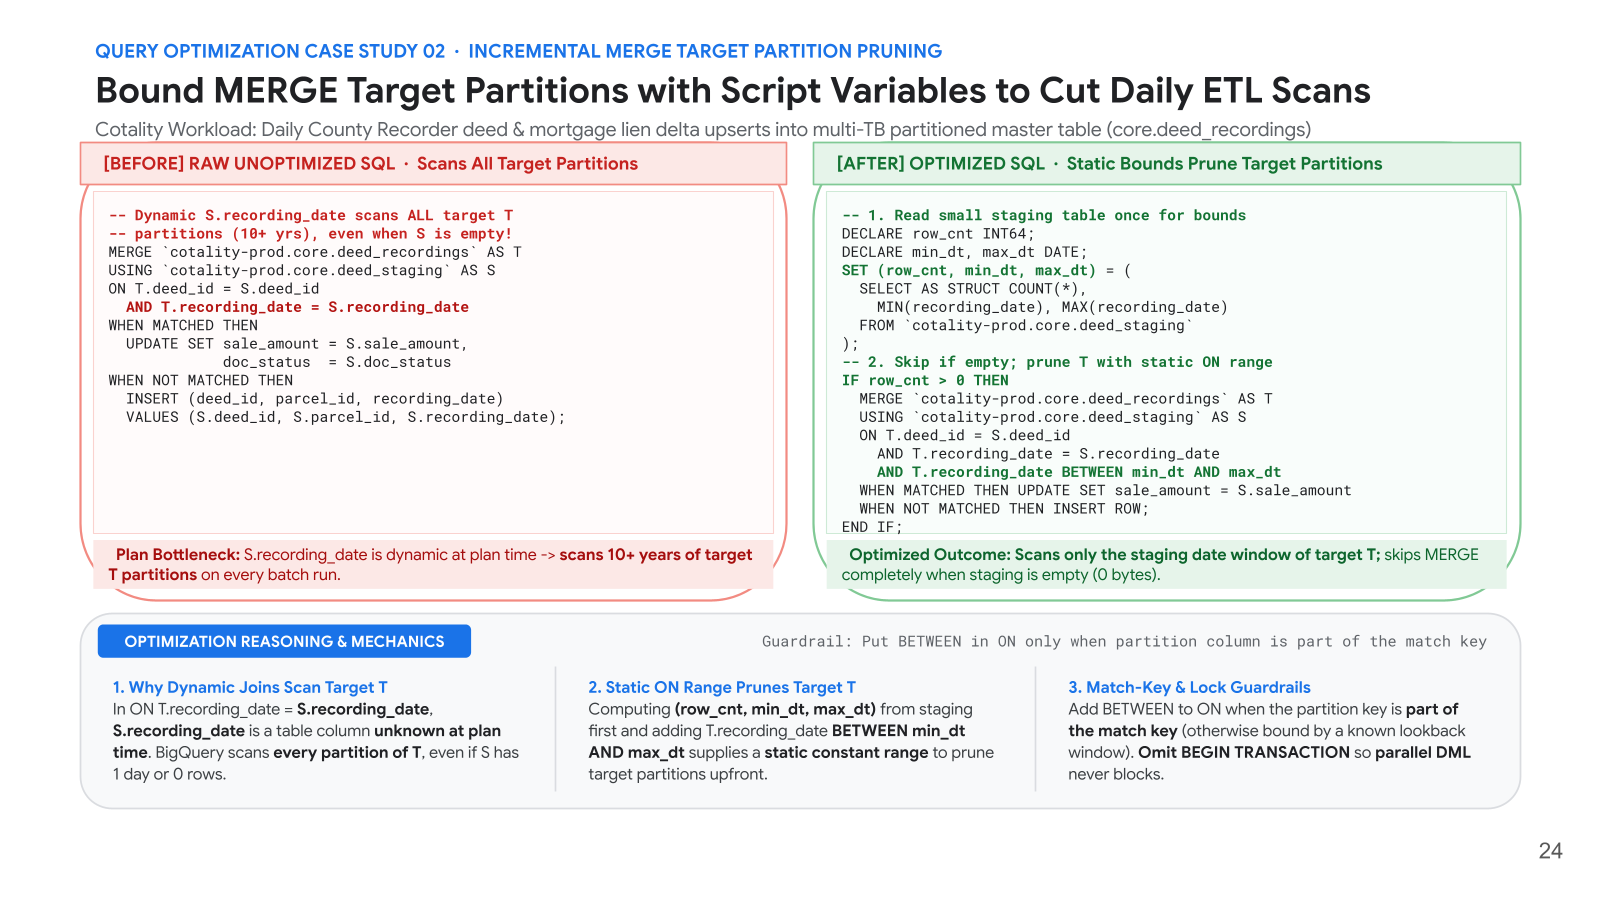 QUERY OPTIMIZATION CASE STUDY 02 · INCREMENTAL MERGE TARGET PARTITION PRUNING
Bound MERGE Target Partitions with Script Variables to Cut Daily ETL Scans
Cotality Workload: Daily County Recorder deed & mortgage lien delta upserts into multi-TB partitioned master table (core.deed_recordings)
[BEFORE] RAW UNOPTIMIZED SQL · Scans All Target Partitions
-- Dynamic S.recording_date scans ALL target T
-- partitions (10+ yrs), even when S is empty!
MERGE `cotality-prod.core.deed_recordings` AS T
USING `cotality-prod.core.deed_staging` AS S
ON T.deed_id = S.deed_id
  AND T.recording_date = S.recording_date
WHEN MATCHED THEN
  UPDATE SET sale_amount = S.sale_amount,
             doc_status  = S.doc_status
WHEN NOT MATCHED THEN
  INSERT (deed_id, parcel_id, recording_date)
  VALUES (S.deed_id, S.parcel_id, S.recording_date);
Plan Bottleneck: S.recording_date is dynamic at plan time -> scans 10+ years of target
T partitions on every batch run.
[AFTER] OPTIMIZED SQL · Static Bounds Prune Target Partitions
-- 1. Read small staging table once for bounds
DECLARE row_cnt INT64;
DECLARE min_dt, max_dt DATE;
SET (row_cnt, min_dt, max_dt) = (
  SELECT AS STRUCT COUNT(*),
    MIN(recording_date), MAX(recording_date)
  FROM `cotality-prod.core.deed_staging`
);
-- 2. Skip if empty; prune T with static ON range
IF row_cnt > 0 THEN
  MERGE `cotality-prod.core.deed_recordings` AS T
  USING `cotality-prod.core.deed_staging` AS S
  ON T.deed_id = S.deed_id
    AND T.recording_date = S.recording_date
    AND T.recording_date BETWEEN min_dt AND max_dt
  WHEN MATCHED THEN UPDATE SET sale_amount = S.sale_amount
  WHEN NOT MATCHED THEN INSERT ROW;
END IF;
Optimized Outcome: Scans only the staging date window of target T; skips MERGE
completely when staging is empty (0 bytes).
OPTIMIZATION REASONING & MECHANICS
Guardrail: Put BETWEEN in ON only when partition column is part of the match key
1. Why Dynamic Joins Scan Target T
In ON T.recording_date = S.recording_date,
S.recording_date is a table column unknown at plan
time. BigQuery scans every partition of T, even if S has
1 day or 0 rows.
2. Static ON Range Prunes Target T
Computing (row_cnt, min_dt, max_dt) from staging
first and adding T.recording_date BETWEEN min_dt
AND max_dt supplies a static constant range to prune
target partitions upfront.
3. Match-Key & Lock Guardrails
Add BETWEEN to ON when the partition key is part of
the match key (otherwise bound by a known lookback
window). Omit BEGIN TRANSACTION so parallel DML
never blocks.
24